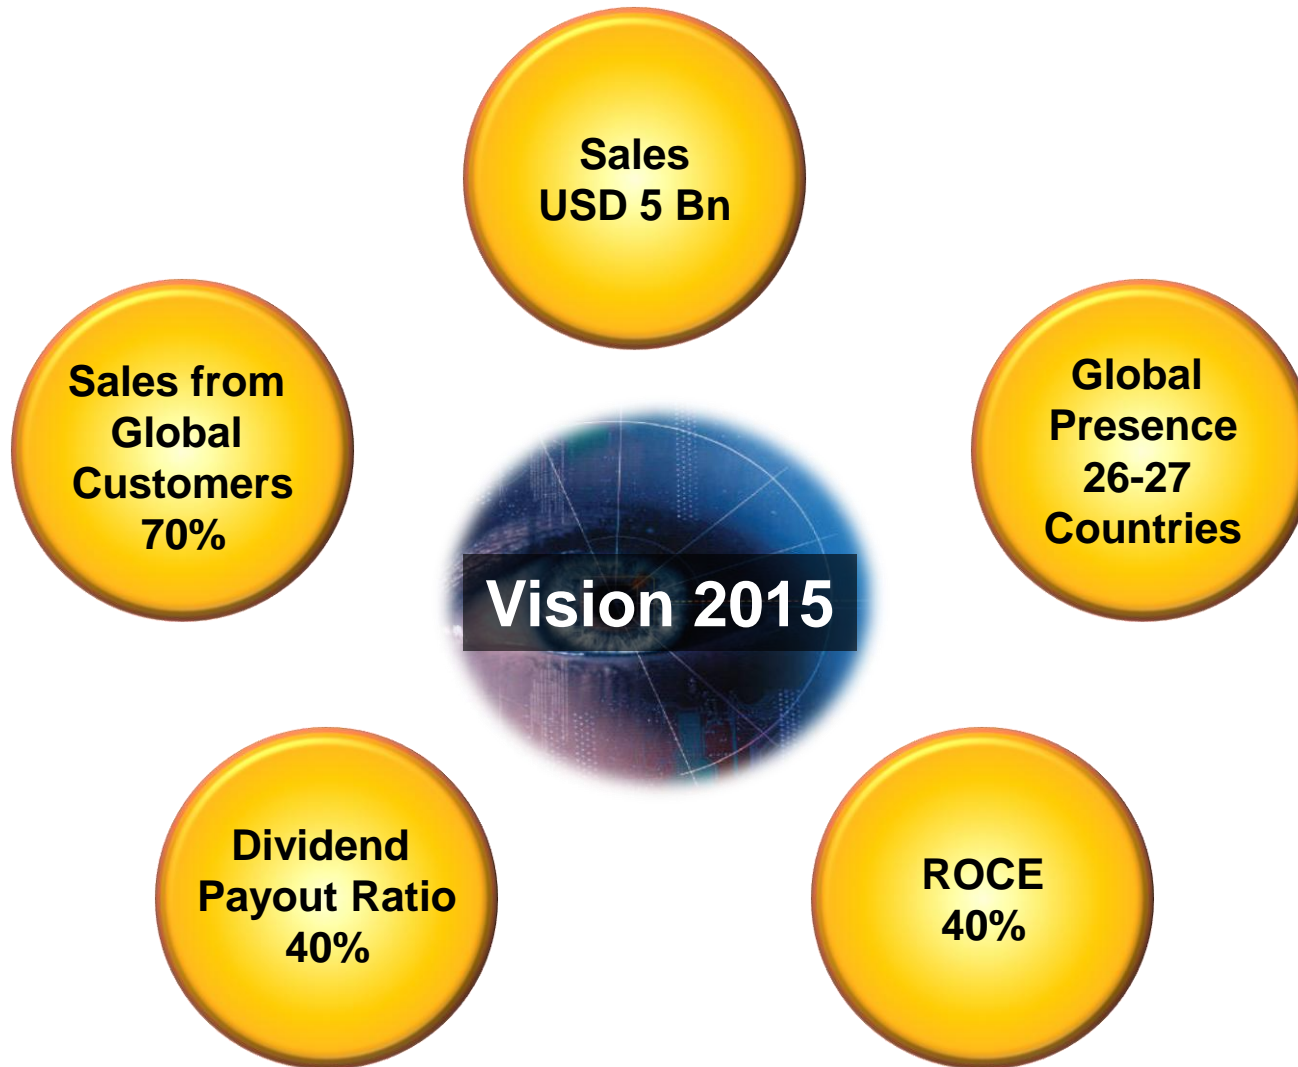 Sales
USD 5 Bn
Sales from
Global
Customers
70%
Global
Presence
26-27
Countries
Vision 2015
Dividend
Payout Ratio
40%
ROCE
40%